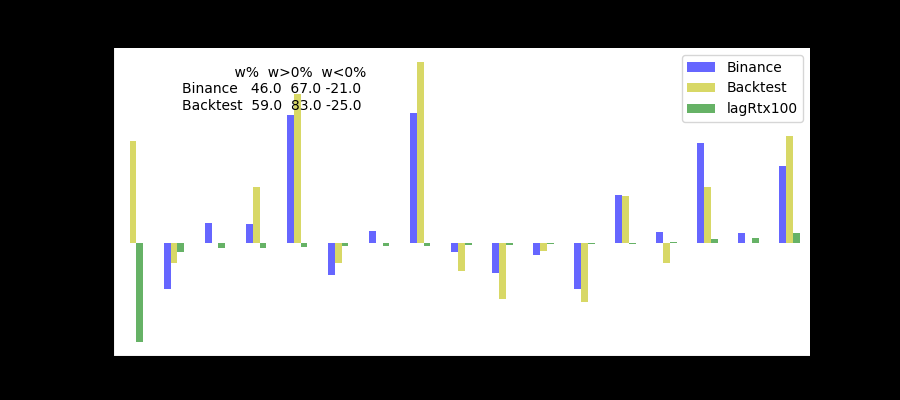 w% w>0% w<0%
Binance 46.0 67.0 -21.0
Backtest 59.0 83.0 -25.0
Binance
Backtest
lagRtx100